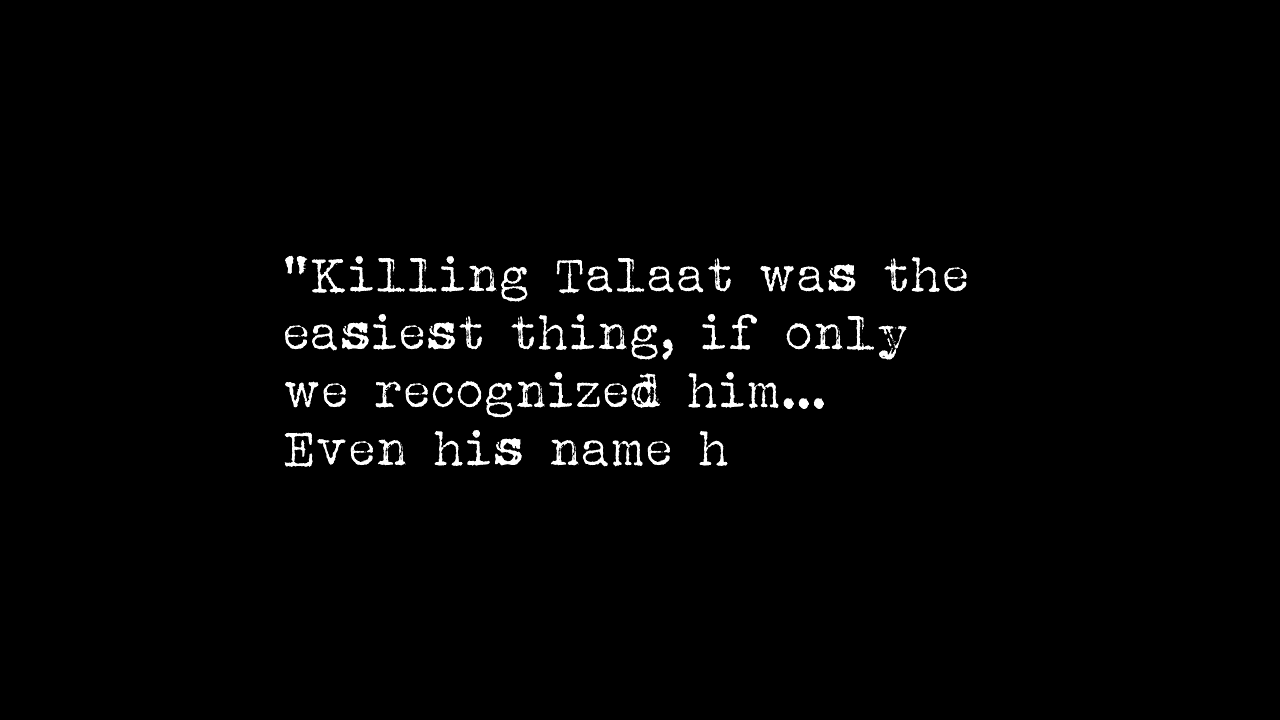 "Killing Talaat was the
easiest thing, if only
we recognized him...
Even his name h